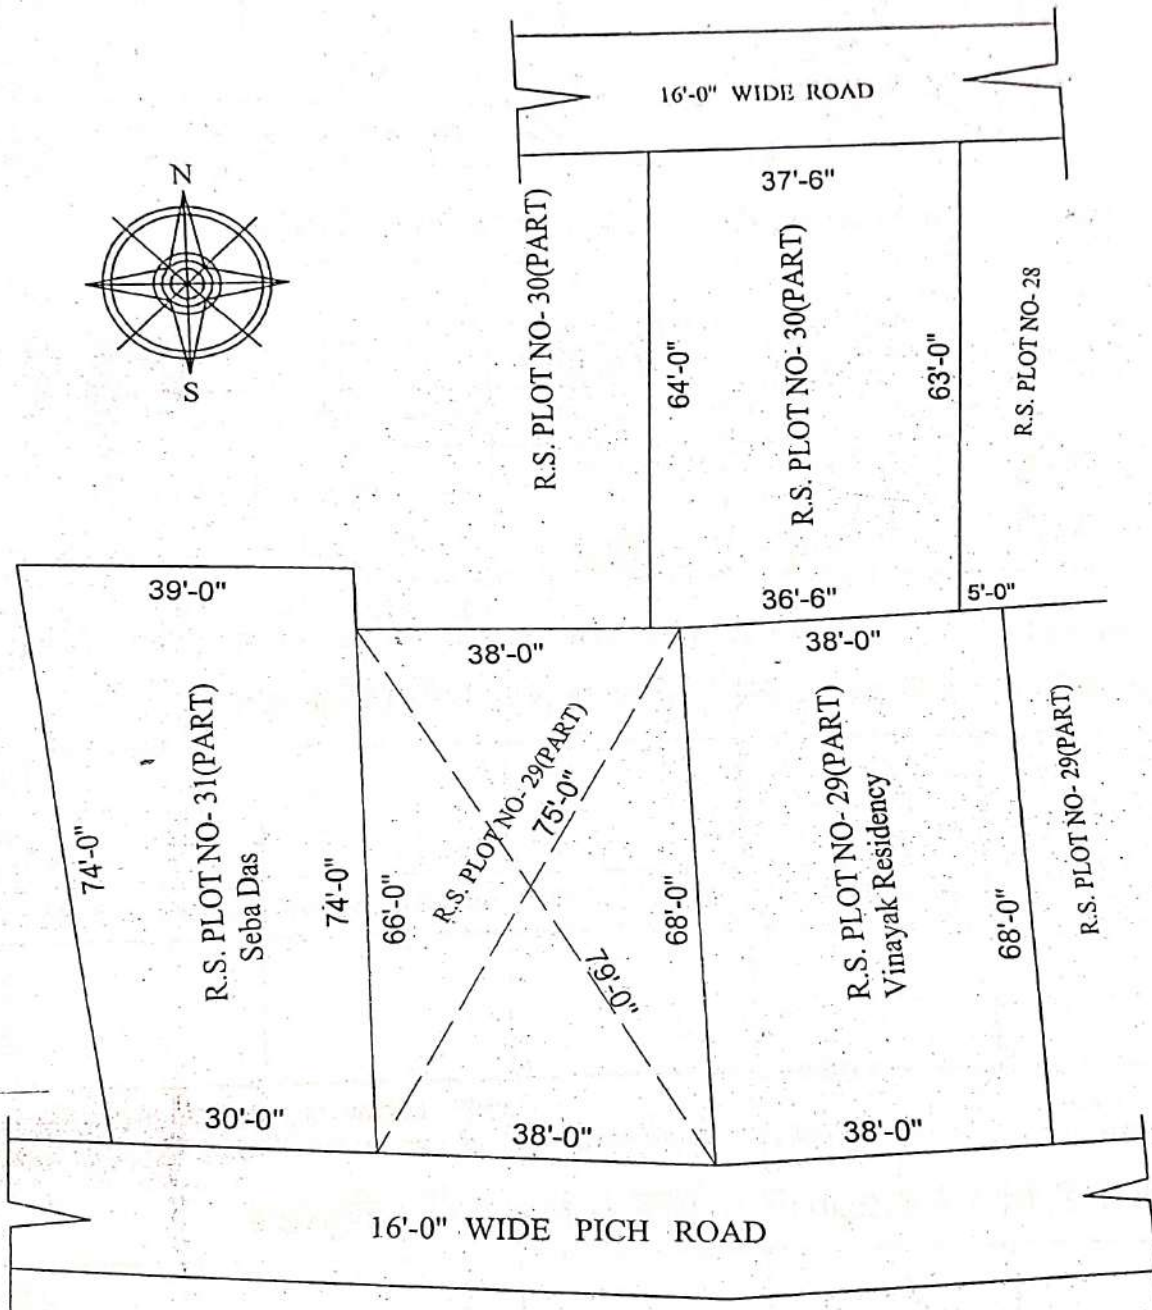 16'-0" WIDE ROAD
N
S
R.S. PLOT NO- 30(PART)
37'-6"
64'-0"
R.S. PLOT NO- 30(PART)
63'-0"
36'-6"
R.S. PLOT NO- 28
5'-0"
39'-0"
74'-0"
R.S. PLOT NO- 31(PART)
Seba Das
74'-0"
30'-0"
38'-0"
66'-0"
R.S. PLOT NO- 29(PART)
75'-0"
79'-0"
68'-0"
38'-0"
38'-0"
R.S. PLOT NO- 29(PART)
Vinayak Residency
68'-0"
38'-0"
R.S. PLOT NO- 29(PART)
16'-0" WIDE PICH ROAD